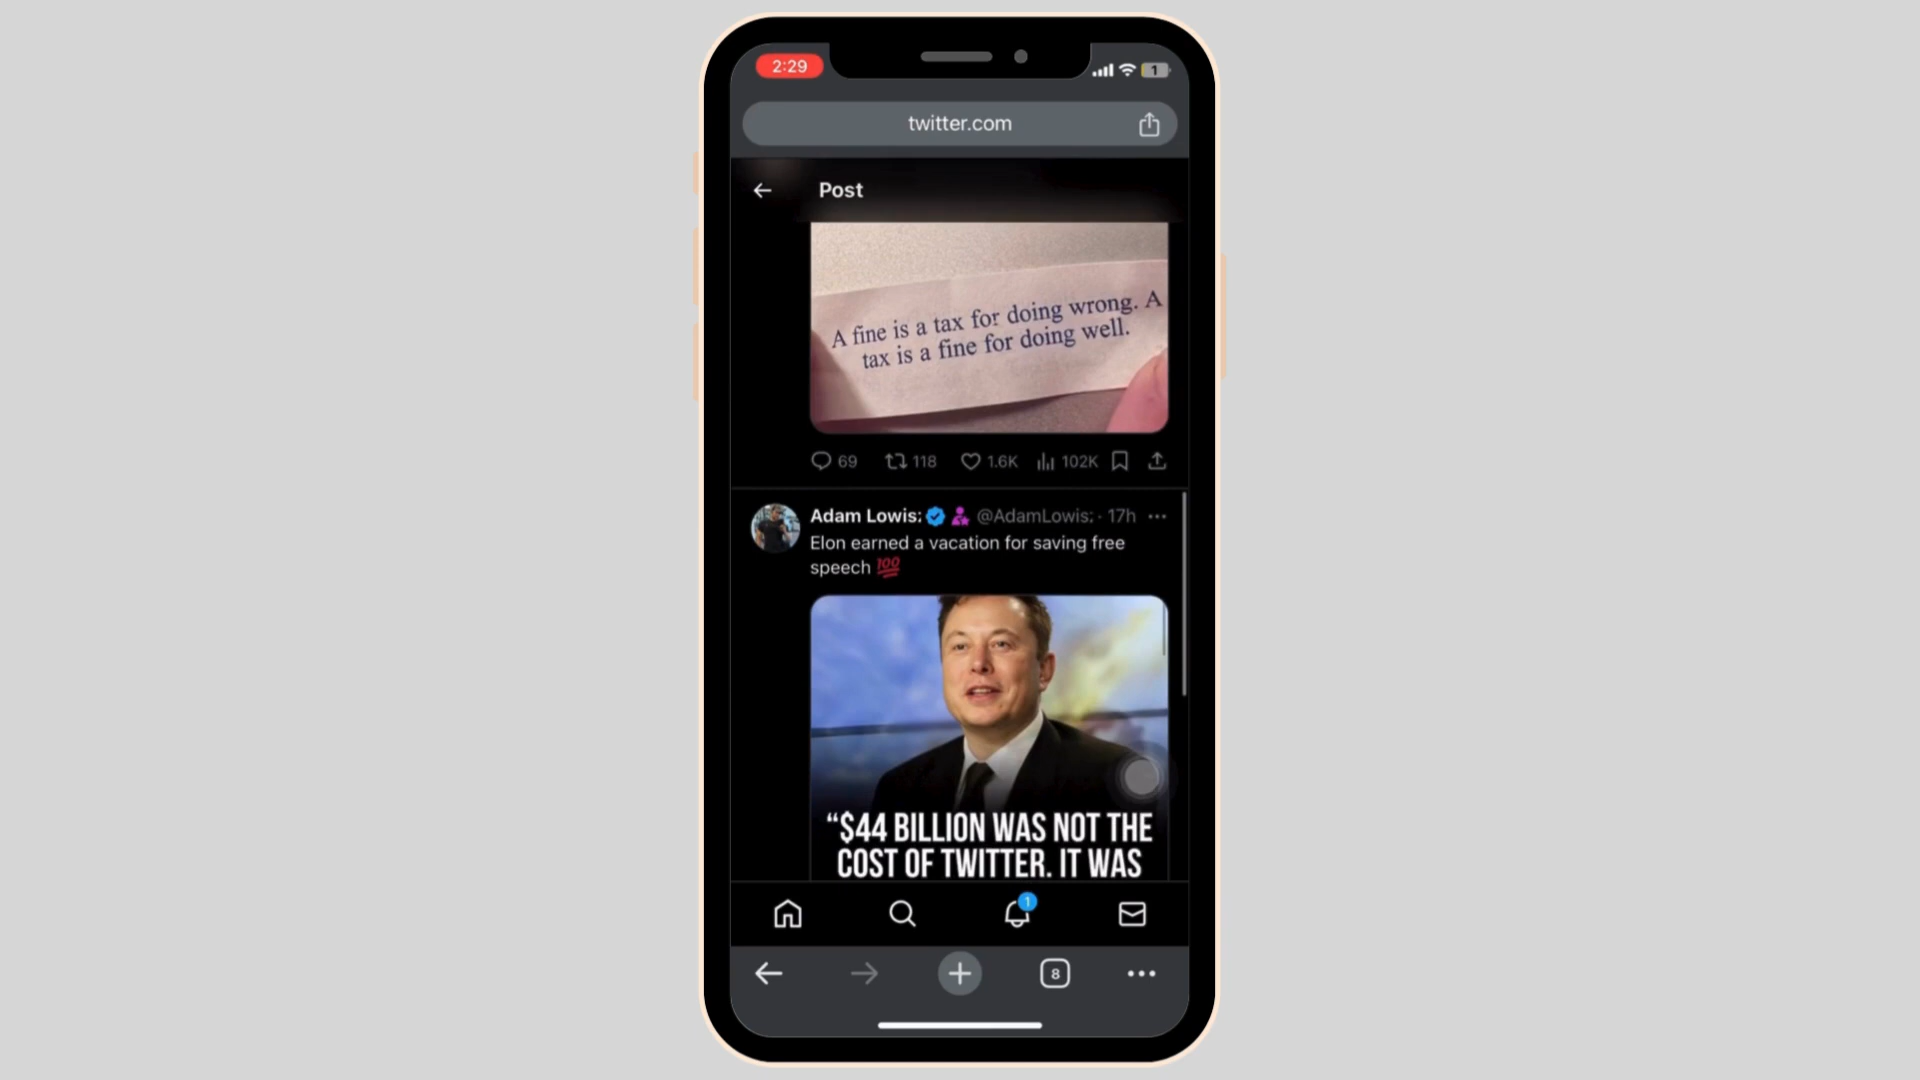 2:29
1
twitter.com
Post
A fine is a tax for doing wrong. A
tax is a fine for doing well.
69 118 1.6K 102K
Adam Lowis: @AdamLowis: · 17h
Elon earned a vacation for saving free
speech 💯
“$44 BILLION WAS NOT THE
COST OF TWITTER. IT WAS
1
8